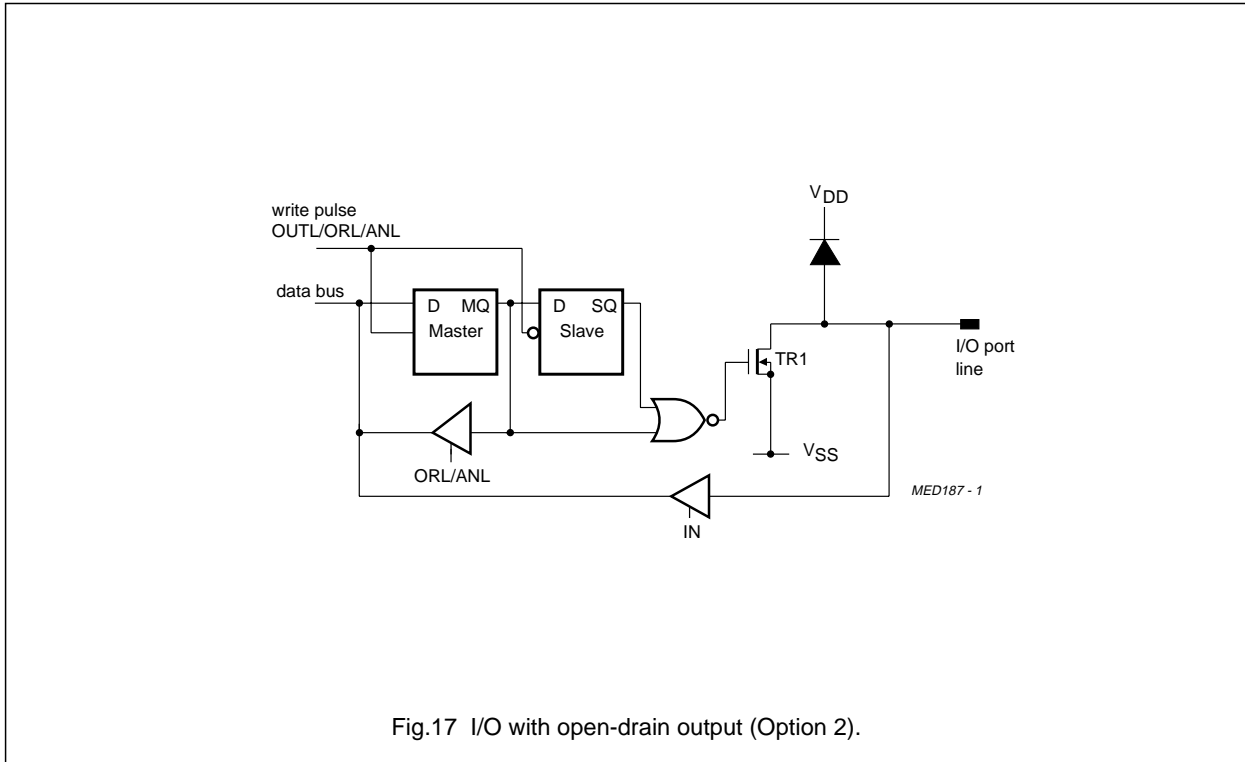 V DD
write pulse
OUTL/ORL/ANL
data bus
D MQ
Master
D SQ
Slave
TR1
I/O port
line
ORL/ANL
V SS
MED187 - 1
IN
Fig.17 I/O with open-drain output (Option 2).